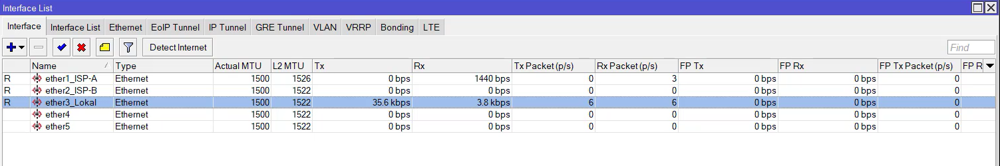 Interface List
Interface Interface List Ethernet EoIP Tunnel IP Tunnel GRE Tunnel VLAN VRRP Bonding LTE
Detect Internet Find
Name Type Actual MTU L2 MTU Tx Rx Tx Packet (p/s) Rx Packet (p/s) FP Tx FP Rx FP Tx Packet (p/s) FP R
R ether1_ISP-A Ethernet 1500 1526 0 bps 1440 bps 0 3 0 bps 0 bps 0
R ether2_ISP-B Ethernet 1500 1522 0 bps 0 bps 0 0 0 bps 0 bps 0
R ether3_Lokal Ethernet 1500 1522 35.6 kbps 3.8 kbps 6 6 0 bps 0 bps 0
ether4 Ethernet 1500 1522 0 bps 0 bps 0 0 0 bps 0 bps 0
ether5 Ethernet 1500 1522 0 bps 0 bps 0 0 0 bps 0 bps 0